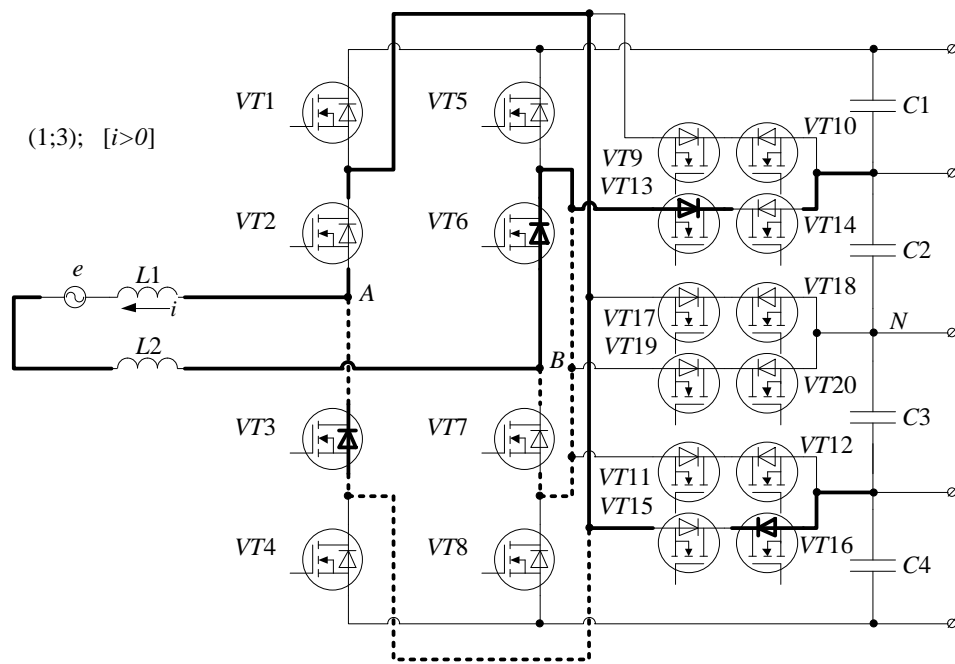 VT1
VT5
C1
(1;3); [i>0]
VT9
VT10
VT13
VT2
VT6
VT14
C2
e
L1
i
A
VT18
VT17
N
VT19
L2
B
VT20
VT3
VT7
C3
VT12
VT11
VT15
VT4
VT8
VT16
C4